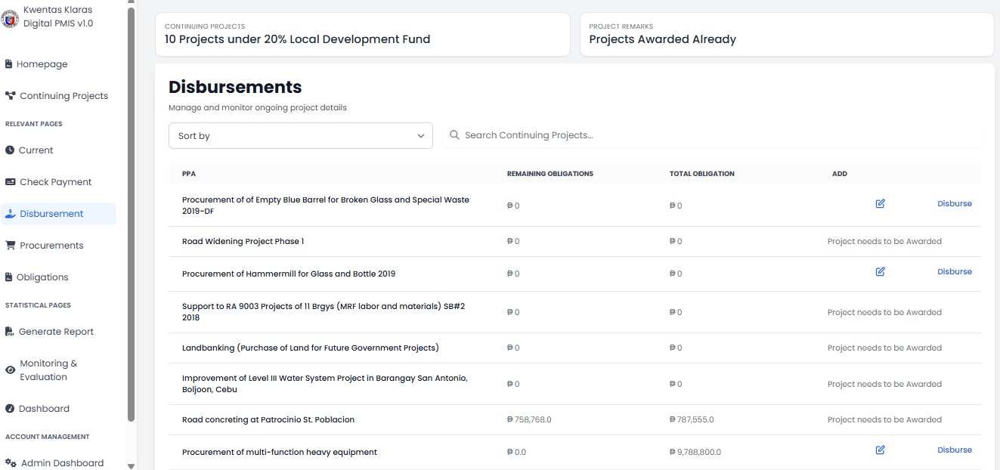 Kwentas Klaras
Digital PMIS v1.0
Homepage
Continuing Projects
RELEVANT PAGES
Current
Check Payment
Disbursement
Procurements
Obligations
STATISTICAL PAGES
Generate Report
Monitoring &
Evaluation
Dashboard
ACCOUNT MANAGEMENT
Admin Dashboard
CONTINUING PROJECTS
10 Projects under 20% Local Development Fund
PROJECT REMARKS
Projects Awarded Already
Disbursements
Manage and monitor ongoing project details
Sort by
Search Continuing Projects...
PPA REMAINING OBLIGATIONS TOTAL OBLIGATION ADD
Procurement of of Empty Blue Barrel for Broken Glass and Special Waste
2019-DF
₱ 0 ₱ 0 Disburse
Road Widening Project Phase 1 ₱ 0 ₱ 0 Project needs to be Awarded
Procurement of Hammermill for Glass and Bottle 2019 ₱ 0 ₱ 0 Disburse
Support to RA 9003 Projects of 11 Brgys (MRF labor and materials) SB#2
2018
₱ 0 ₱ 0 Project needs to be Awarded
Landbanking (Purchase of Land for Future Government Projects) ₱ 0 ₱ 0 Project needs to be Awarded
Improvement of Level III Water System Project in Barangay San Antonio,
Boljoon, Cebu
₱ 0 ₱ 0 Project needs to be Awarded
Road concreting at Patrocinio St. Poblacion ₱ 758,768.0 ₱ 787,555.0 Project needs to be Awarded
Procurement of multi-function heavy equipment ₱ 0.0 ₱ 9,788,800.0 Disburse